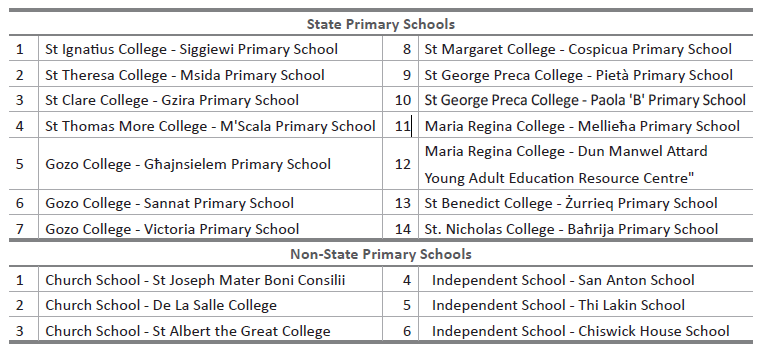 State Primary Schools
1 St Ignatius College - Siggiewi Primary School 8 St Margaret College - Cospicua Primary School
2 St Theresa College - Msida Primary School 9 St George Preca College - Pietà Primary School
3 St Clare College - Gzira Primary School 10 St George Preca College - Paola 'B' Primary School
4 St Thomas More College - M'Scala Primary School 11 Maria Regina College - Mellieħa Primary School
5 Gozo College - Għajnsielem Primary School 12 Maria Regina College - Dun Manwel Attard
Young Adult Education Resource Centre"
6 Gozo College - Sannat Primary School 13 St Benedict College - Żurrieq Primary School
7 Gozo College - Victoria Primary School 14 St. Nicholas College - Baħrija Primary School
Non-State Primary Schools
1 Church School - St Joseph Mater Boni Consilii 4 Independent School - San Anton School
2 Church School - De La Salle College 5 Independent School - Thi Lakin School
3 Church School - St Albert the Great College 6 Independent School - Chiswick House School